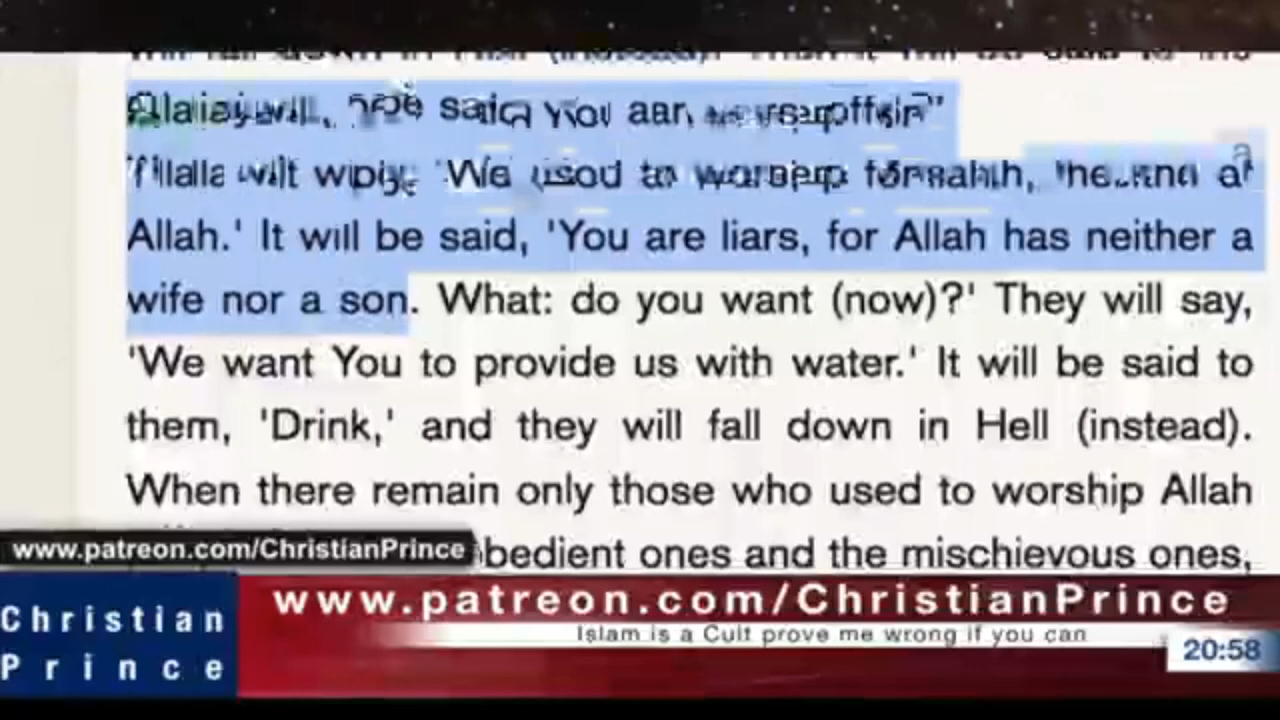 Allah.' It will be said, 'You are liars, for Allah has neither a
wife nor a son. What: do you want (now)?' They will say,
'We want You to provide us with water.' It will be said to
them, 'Drink,' and they will fall down in Hell (instead).
When there remain only those who used to worship Allah
bedient ones and the mischievous ones,
www.patreon.com/ChristianPrince
www.patreon.com/ChristianPrince
Christian
Prince
Islam is a Cult prove me wrong if you can
20:58